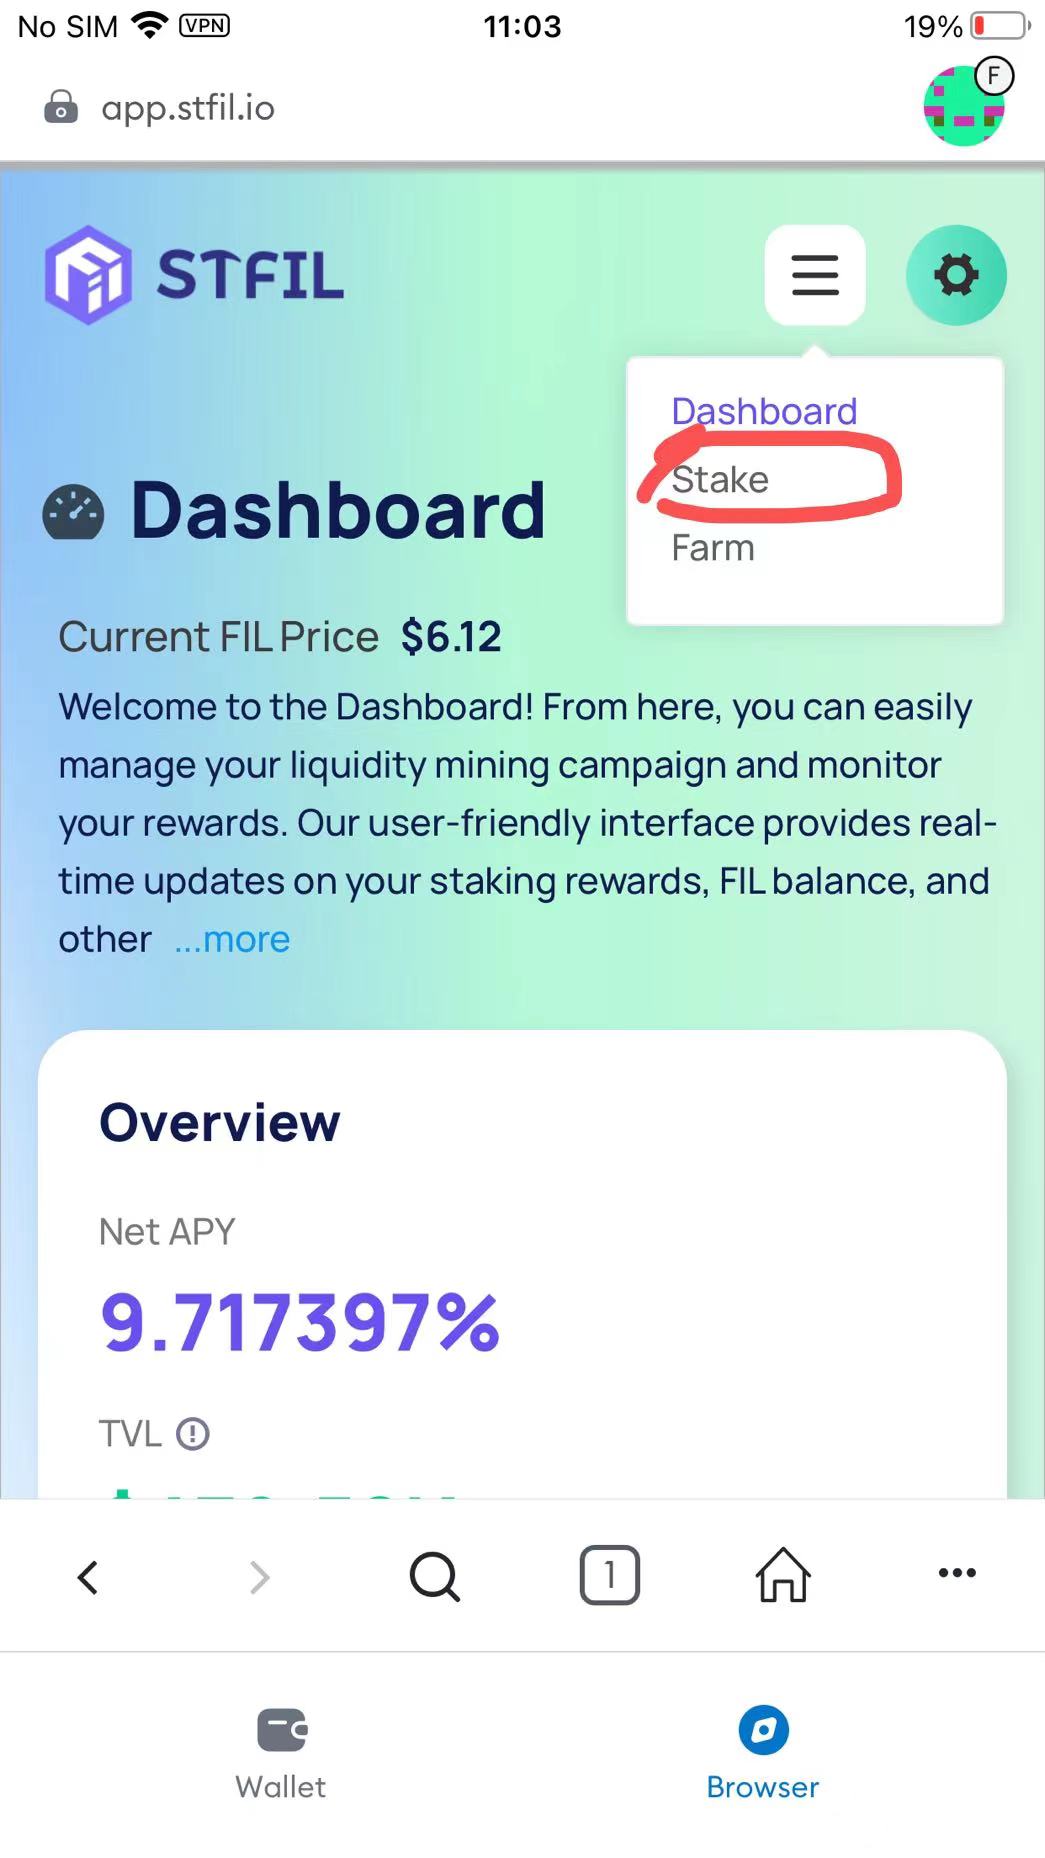 No SIM VPN 11:03 19%
app.stfil.io F
STFIL
Dashboard
Stake
Farm
Dashboard
Current FIL Price $6.12
Welcome to the Dashboard! From here, you can easily
manage your liquidity mining campaign and monitor
your rewards. Our user-friendly interface provides real-
time updates on your staking rewards, FIL balance, and
other ...more
Overview
Net APY
9.717397%
TVL
1
Wallet
Browser